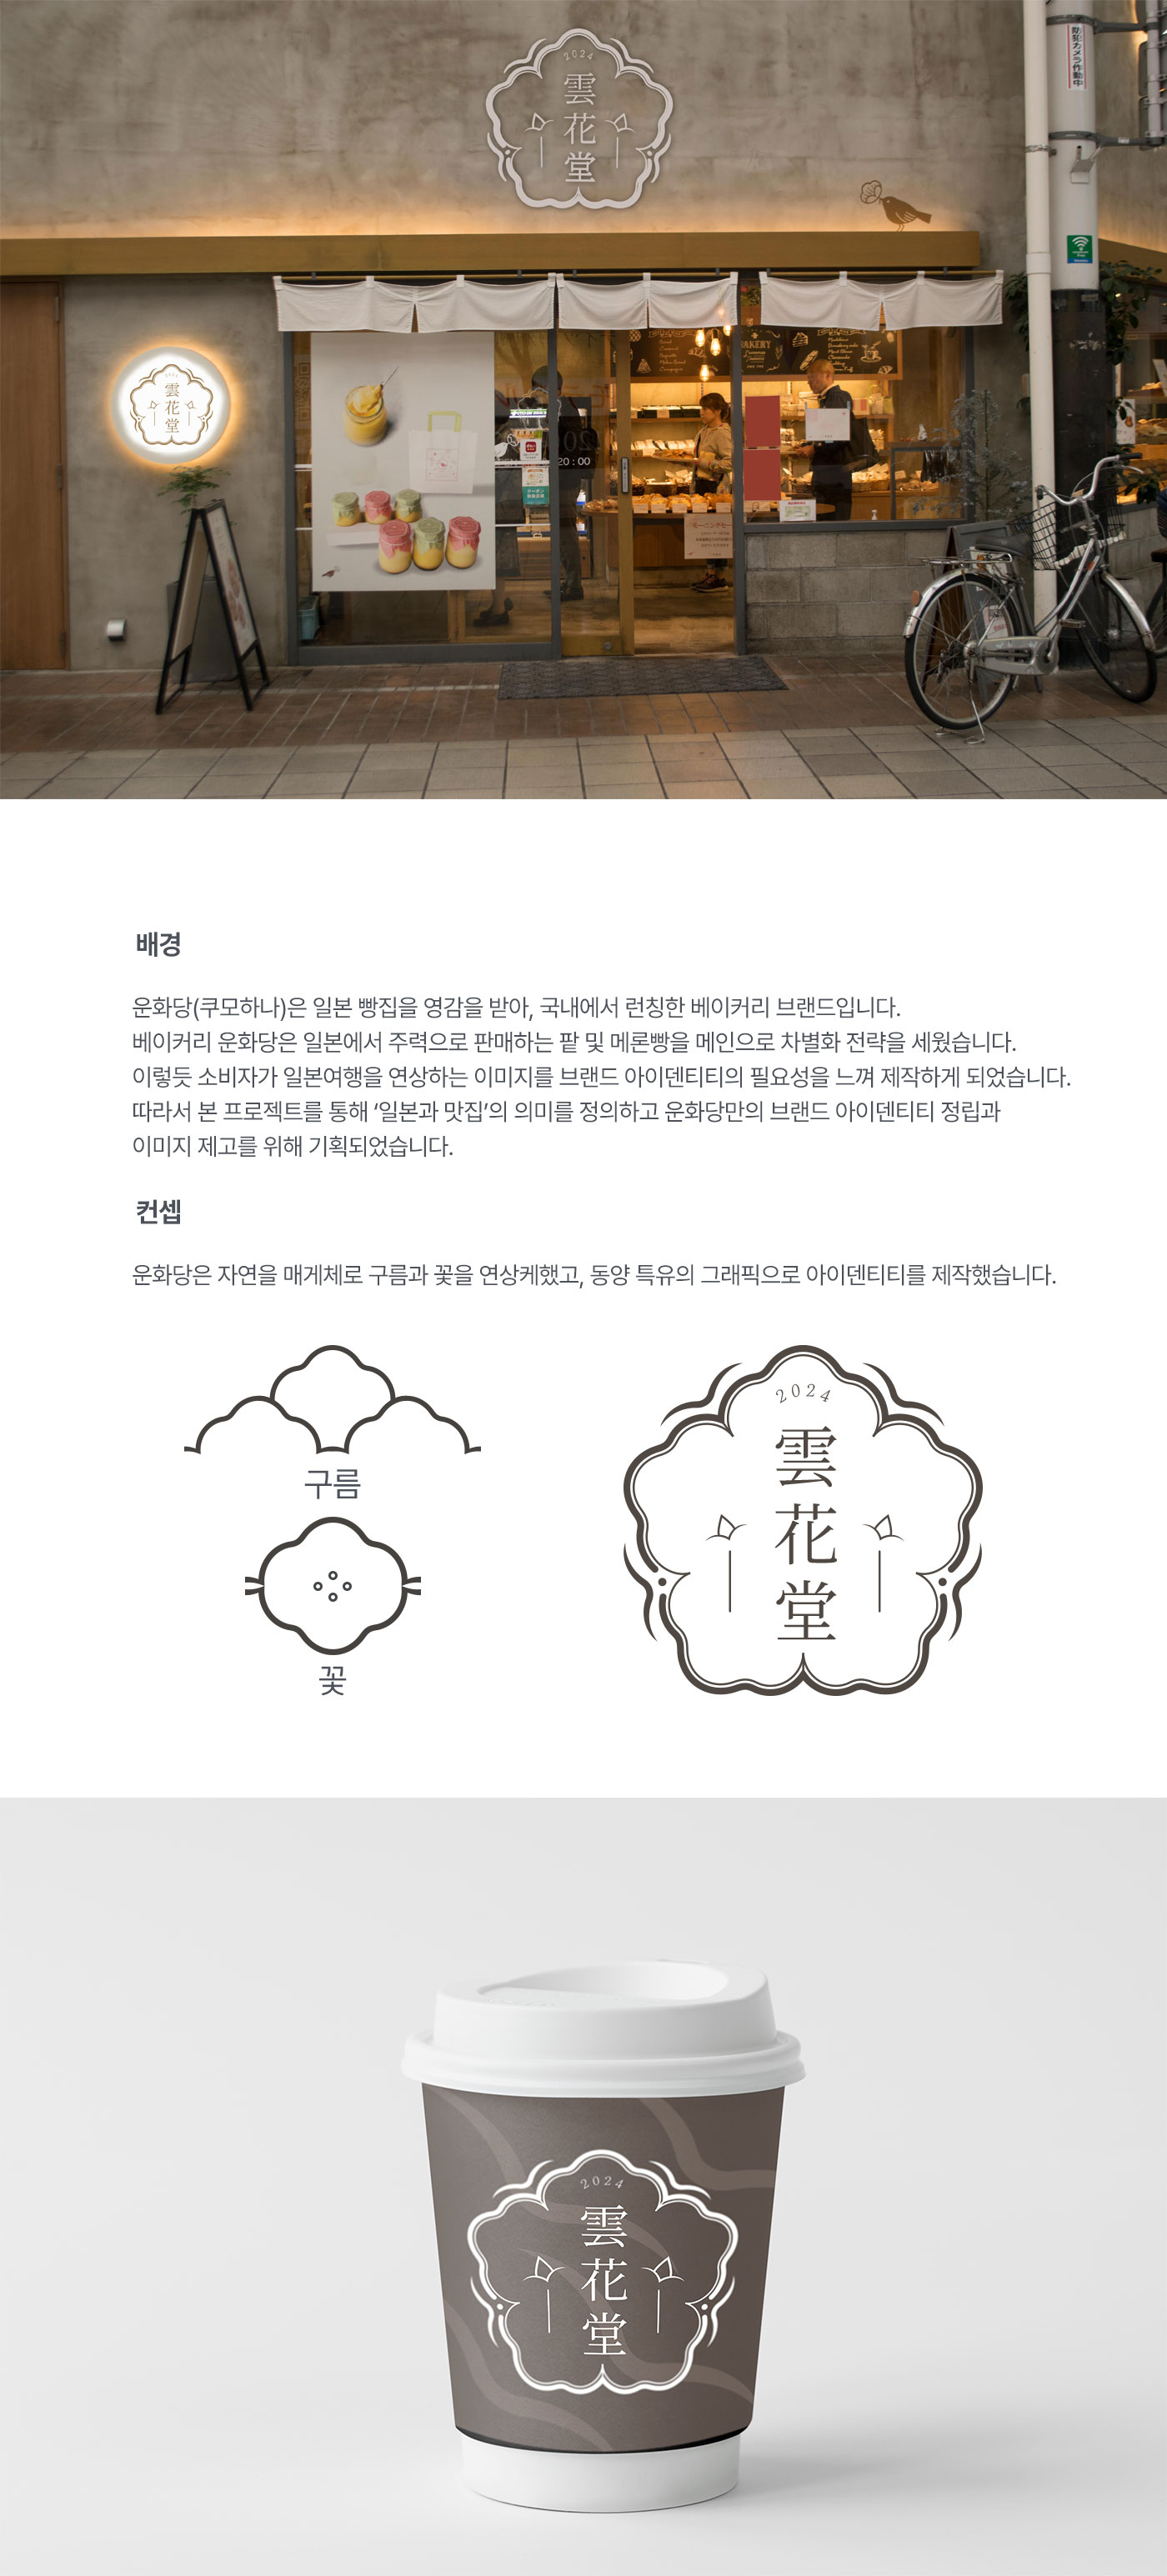 2024
雲
花
堂
防犯カメラ作動中
2024
雲
花
堂
BAKERY
20:00
モーニングセー
배경
운화당(쿠모하나)은 일본 빵집을 영감을 받아, 국내에서 런칭한 베이커리 브랜드입니다.
베이커리 운화당은 일본에서 주력으로 판매하는 팥 및 메론빵을 메인으로 차별화 전략을 세웠습니다.
이렇듯 소비자가 일본여행을 연상하는 이미지를 브랜드 아이덴티티의 필요성을 느껴 제작하게 되었습니다.
따라서 본 프로젝트를 통해 ‘일본과 맛집’의 의미를 정의하고 운화당만의 브랜드 아이덴티티 정립과
이미지 제고를 위해 기획되었습니다.
컨셉
운화당은 자연을 매게체로 구름과 꽃을 연상케했고, 동양 특유의 그래픽으로 아이덴티티를 제작했습니다.
구름
꽃
2024
雲
花
堂
2024
雲
花
堂